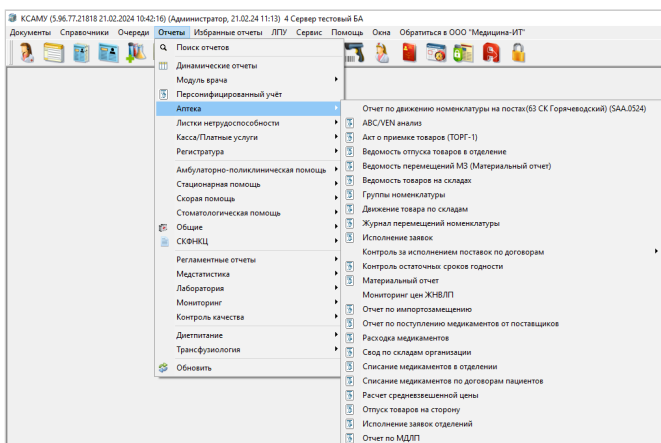 КСАМУ (5.96.77.21818 21.02.2024 10:42:16) (Администратор, 21.02.24 11:13) 4 Сервер тестовый БА
Документы Справочники Очереди Отчеты Избранные отчеты ЛПУ Сервис Помощь Окна Обратиться в ООО "Медицина-ИТ"
Поиск отчетов
Динамические отчеты
Модуль врача
Персонифицированный учёт
Аптека
Листки нетрудоспособности
Касса/Платные услуги
Регистратура
Амбулаторно-поликлиническая помощь
Стационарная помощь
Скорая помощь
Стоматологическая помощь
Общие
СКФНКЦ
Регламентные отчеты
Медстатистика
Лаборатория
Мониторинг
Контроль качества
Диетпитание
Трансфузиология
Обновить
Отчет по движению номенклатуры на постах(63 СК Горячеводский) (SAA.0524)
ABC/VEN анализ
Акт о приемке товаров (ТОРГ-1)
Ведомость отпуска товаров в отделение
Ведомость перемещений МЗ (Материальный отчет)
Ведомость товаров на складах
Группы номенклатуры
Движение товара по складам
Журнал перемещений номенклатуры
Исполнение заявок
Контроль за исполнением поставок по договорам
Контроль остаточных сроков годности
Материальный отчет
Мониторинг цен ЖНВЛП
Отчет по импортозамещению
Отчет по поступлению медикаментов от поставщиков
Расходка медикаментов
Свод по складам организации
Списание медикаментов в отделении
Списание медикаментов по договорам пациентов
Расчет средневзвешенной цены
Отпуск товаров на сторону
Исполнение заявок отделений
Отчет по МДЛП